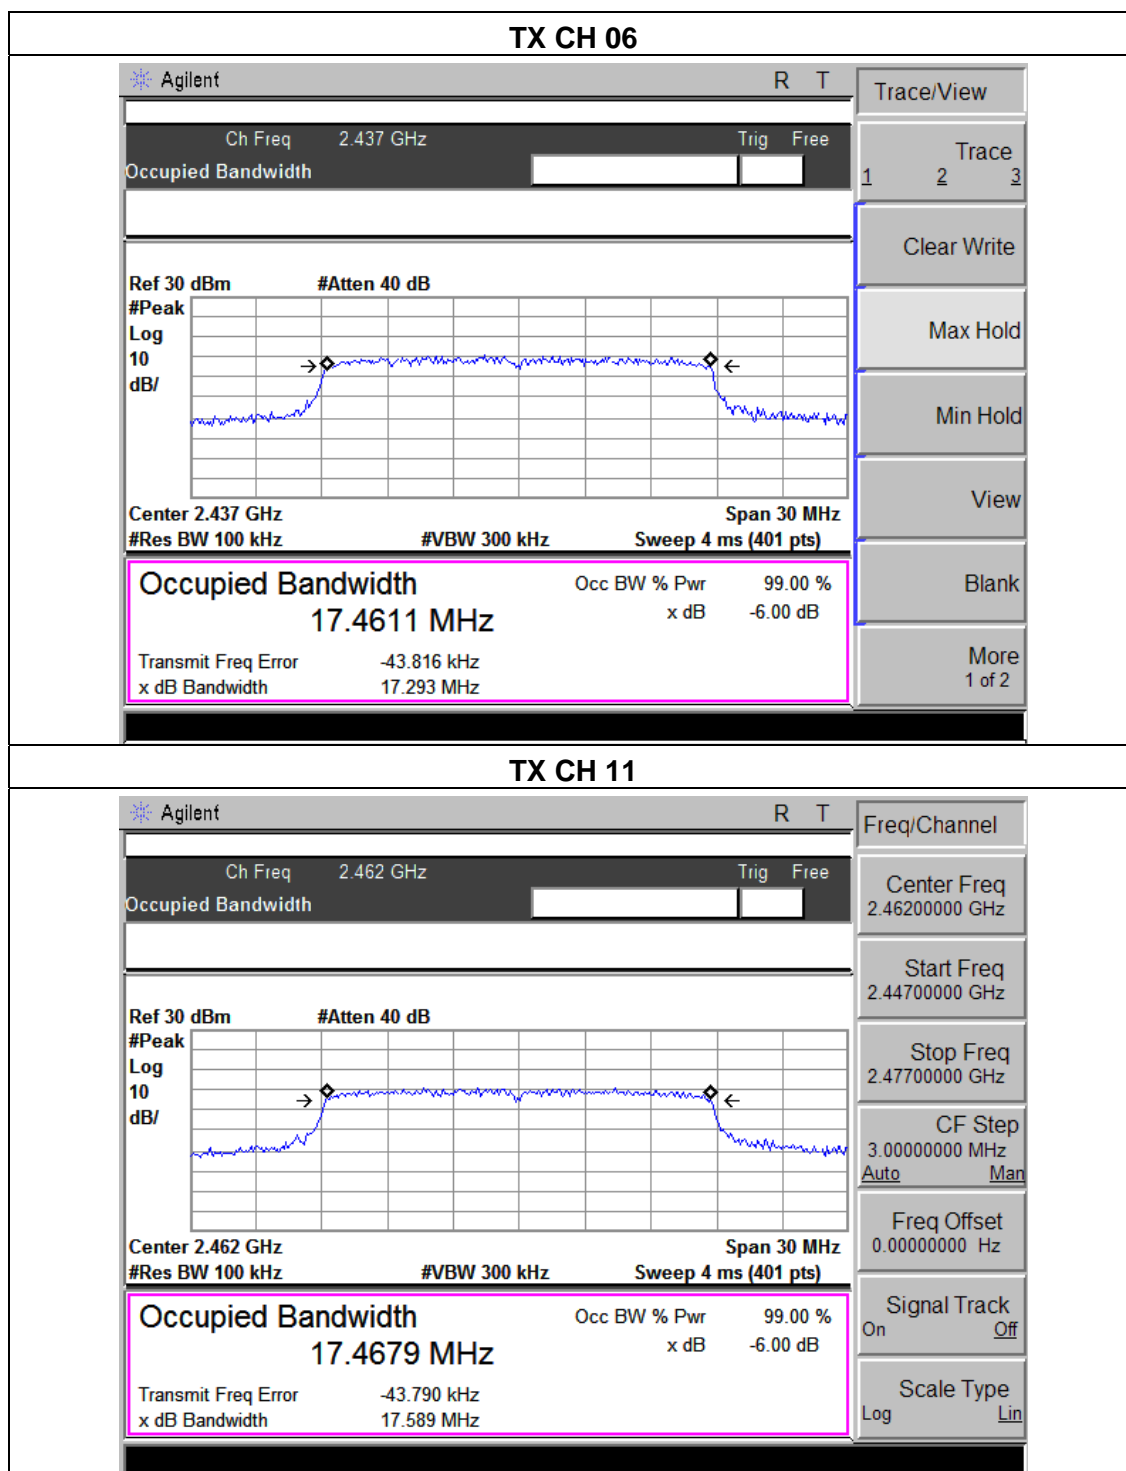 TX CH 06
Agilent R T
Trace/View
Ch Freq 2.437 GHz Trig Free
Occupied Bandwidth
Trace
1 2 3
Clear Write
Ref 30 dBm #Atten 40 dB
#Peak
Log
10
dB/
Max Hold
Min Hold
View
Center 2.437 GHz Span 30 MHz
#Res BW 100 kHz #VBW 300 kHz Sweep 4 ms (401 pts)
Occupied Bandwidth Occ BW % Pwr 99.00 %
17.4611 MHz x dB -6.00 dB
Blank
Transmit Freq Error -43.816 kHz
x dB Bandwidth 17.293 MHz
More
1 of 2
TX CH 11
Agilent R T
Freq/Channel
Ch Freq 2.462 GHz Trig Free
Occupied Bandwidth
Center Freq
2.46200000 GHz
Start Freq
2.44700000 GHz
Ref 30 dBm #Atten 40 dB
#Peak
Log
10
dB/
Stop Freq
2.47700000 GHz
CF Step
3.00000000 MHz
Auto Man
Freq Offset
0.00000000 Hz
Center 2.462 GHz Span 30 MHz
#Res BW 100 kHz #VBW 300 kHz Sweep 4 ms (401 pts)
Occupied Bandwidth Occ BW % Pwr 99.00 %
17.4679 MHz x dB -6.00 dB
Signal Track
On Off
Transmit Freq Error -43.790 kHz
x dB Bandwidth 17.589 MHz
Scale Type
Log Lin